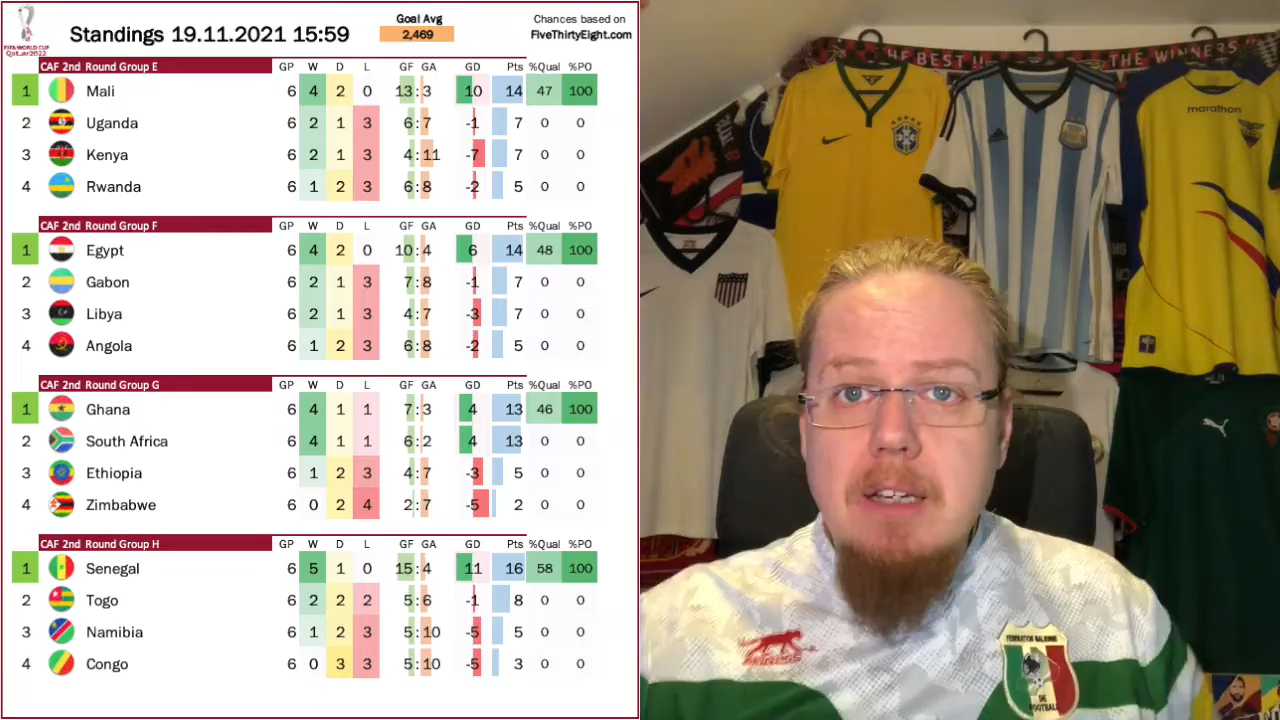 FIFA WORLD CUP
Qatar2022
Standings 19.11.2021 15:59
Goal Avg
2,469
Chances based on
FiveThirtyEight.com
CAF 2nd Round Group E GP W D L GF GA GD Pts %Qual %PO
1 Mali 6 4 2 0 13:3 10 14 47 100
2 Uganda 6 2 1 3 6:7 -1 7 0 0
3 Kenya 6 2 1 3 4:11 -7 7 0 0
4 Rwanda 6 1 2 3 6:8 -2 5 0 0
CAF 2nd Round Group F GP W D L GF GA GD Pts %Qual %PO
1 Egypt 6 4 2 0 10:4 6 14 48 100
2 Gabon 6 2 1 3 7:8 -1 7 0 0
3 Libya 6 2 1 3 4:7 -3 7 0 0
4 Angola 6 1 2 3 6:8 -2 5 0 0
CAF 2nd Round Group G GP W D L GF GA GD Pts %Qual %PO
1 Ghana 6 4 1 1 7:3 4 13 46 100
2 South Africa 6 4 1 1 6:2 4 13 0 0
3 Ethiopia 6 1 2 3 4:7 -3 5 0 0
4 Zimbabwe 6 0 2 4 2:7 -5 2 0 0
CAF 2nd Round Group H GP W D L GF GA GD Pts %Qual %PO
1 Senegal 6 5 1 0 15:4 11 16 58 100
2 Togo 6 2 2 2 5:6 -1 8 0 0
3 Namibia 6 1 2 3 5:10 -5 5 0 0
4 Congo 6 0 3 3 5:10 -5 3 0 0
THE BEST
THE WINNERS
marathon
FEDERATION MALIENNE
DE
FOOTBALL